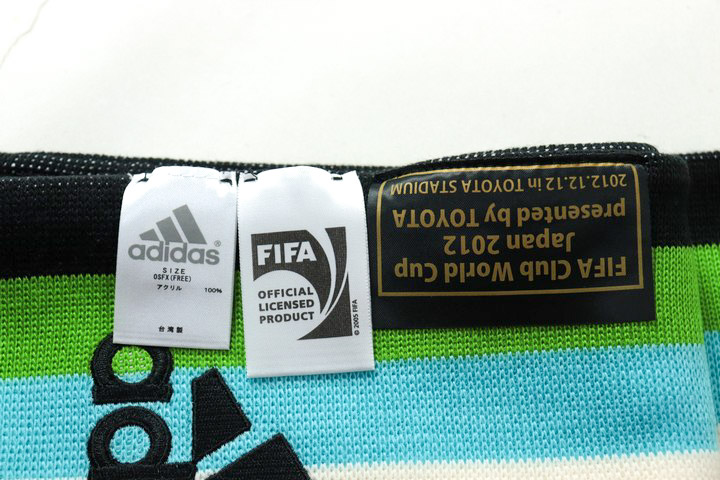 adidas
SIZE
OSFX(FREE)
アクリル 100%
台湾製
FIFA
OFFICIAL
LICENSED
PRODUCT
© 2005 FIFA
FIFA Club World Cup
Japan 2012
presented by TOYOTA
2012.12.12 in TOYOTA STADIUM